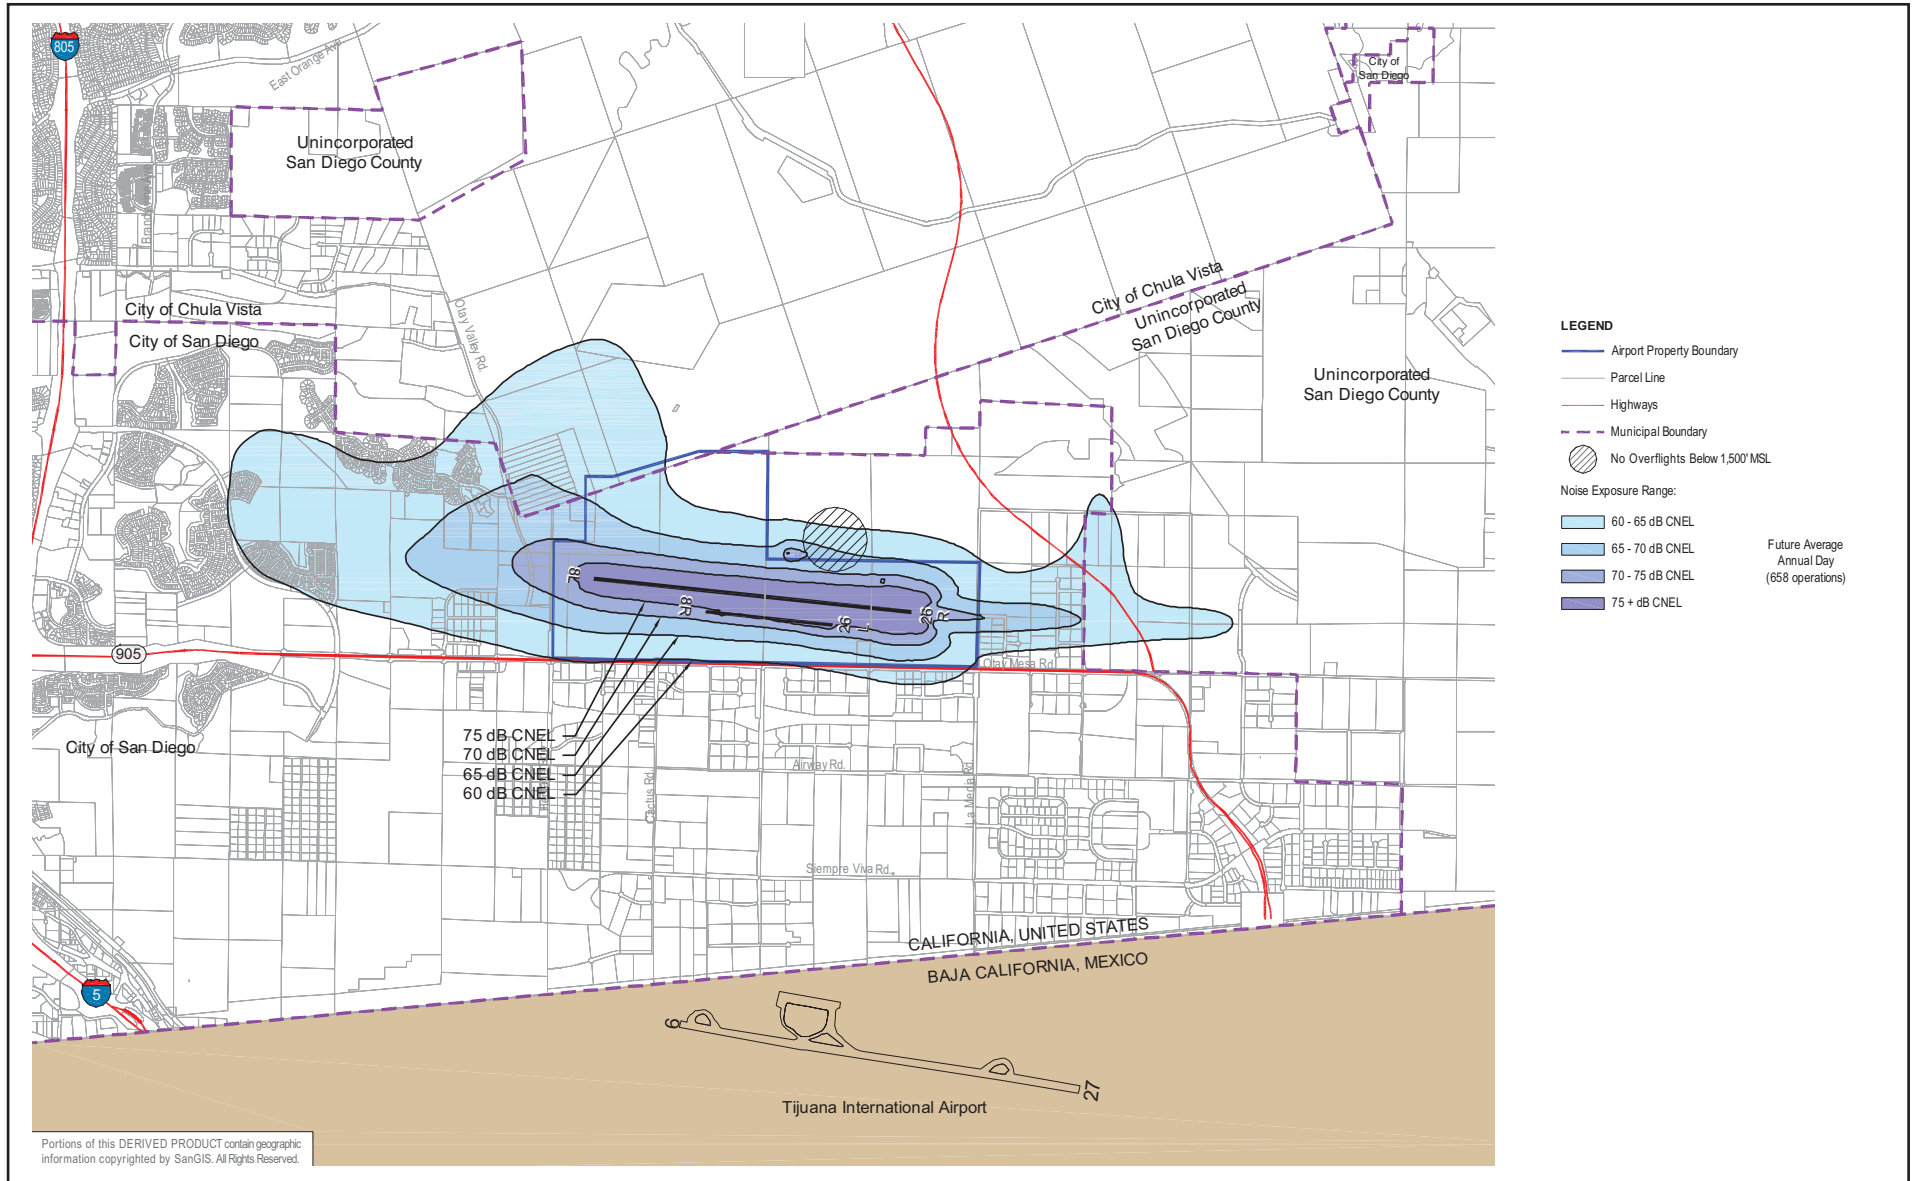 805
East Orange Ave
City of
San Diego
Unincorporated
San Diego County
City of Chula Vista
Unincorporated
San Diego County
City of Chula Vista
City of San Diego
Otay Valley Rd.
Unincorporated
San Diego County
8L
8R
26
L
26
R
905
Otay Mesa Rd.
City of San Diego
75 dB CNEL
70 dB CNEL
65 dB CNEL
60 dB CNEL
Cactus Rd.
Airway Rd.
La Media Rd.
Siempre Viva Rd.
CALIFORNIA, UNITED STATES
BAJA CALIFORNIA, MEXICO
5
9
27
Tijuana International Airport
Portions of this DERIVED PRODUCT contain geographic
information copyrighted by SanGIS. All Rights Reserved.
LEGEND
Airport Property Boundary
Parcel Line
Highways
Municipal Boundary
No Overflights Below 1,500' MSL
Noise Exposure Range:
60 - 65 dB CNEL
65 - 70 dB CNEL
70 - 75 dB CNEL
75 + dB CNEL
Future Average
Annual Day
(658 operations)